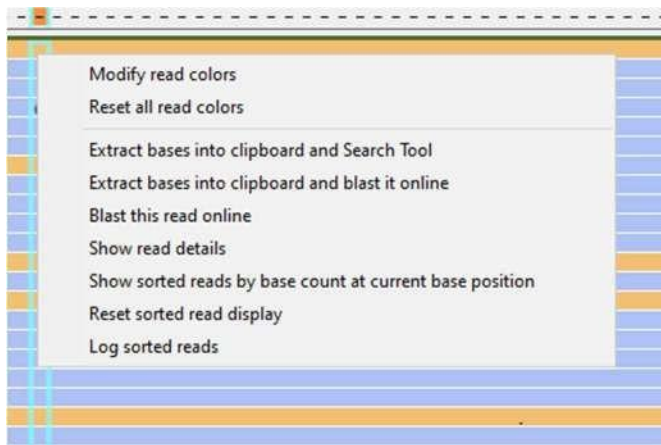 Modify read colors
Reset all read colors
Extract bases into clipboard and Search Tool
Extract bases into clipboard and blast it online
Blast this read online
Show read details
Show sorted reads by base count at current base position
Reset sorted read display
Log sorted reads